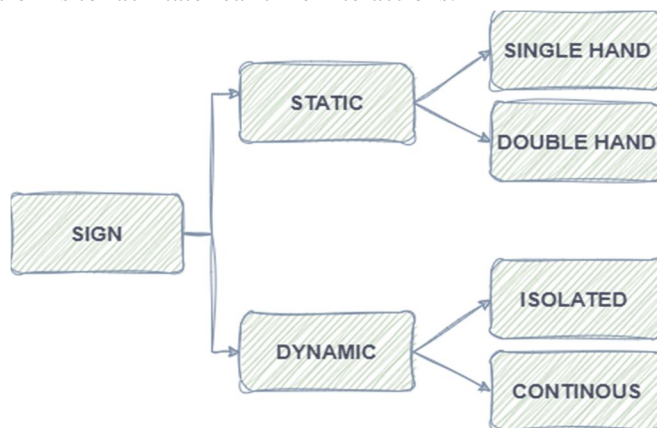 SINGLE HAND
STATIC
DOUBLE HAND
SIGN
ISOLATED
DYNAMIC
CONTINOUS